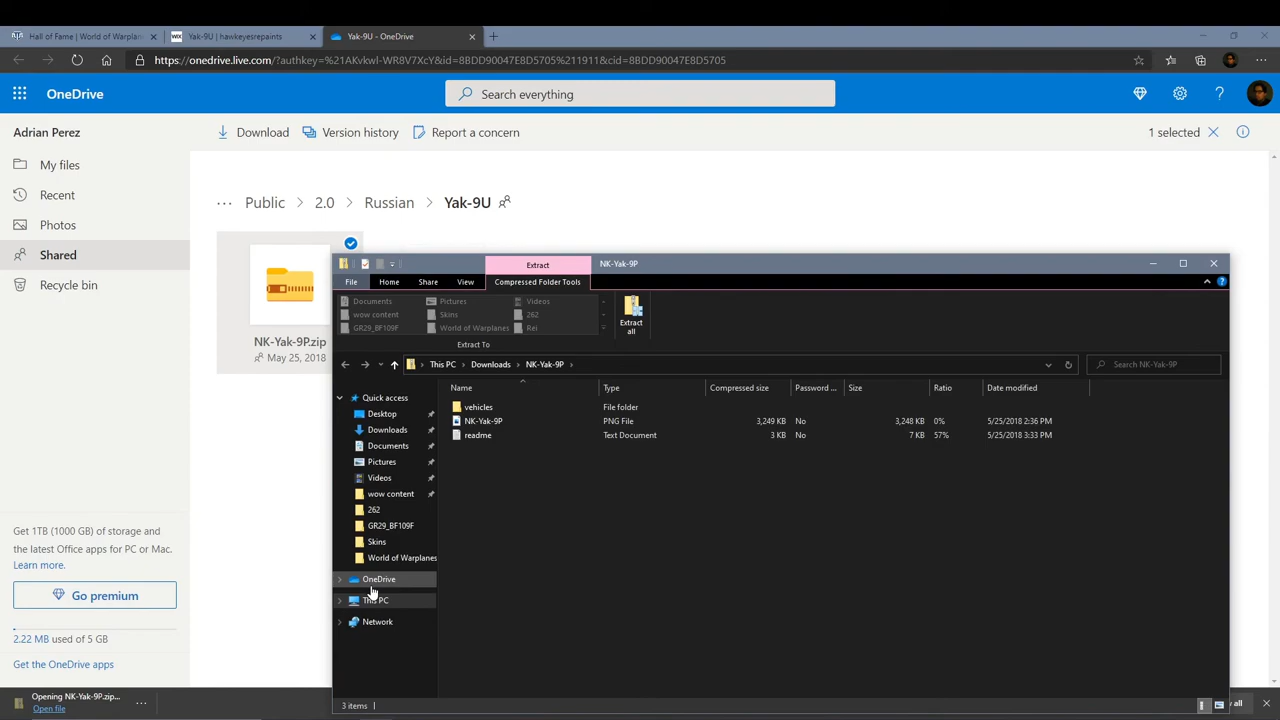 Hall of Fame | World of Warplan
WiX Yak-9U | hawkeyesrepaints
Yak-9U - OneDrive
https://onedrive.live.com/?authkey=%21AKvkwl-WR8V7XcY&id=8BDD90047E8D5705%21911&cid=8BDD90047E8D5705
OneDrive
Search everything
Adrian Perez
Download
Version history
Report a concern
1 selected
My files
Recent
Photos
Shared
Recycle bin
Public
2.0
Russian
Yak-9U
NK-Yak-9P.zip
May 25, 2018
Get 1TB (1000 GB) of storage and
the latest Office apps for PC or Mac.
Learn more.
Go premium
2.22 MB used of 5 GB
Get the OneDrive apps
Extract
NK-Yak-9P
File
Home
Share
View
Compressed Folder Tools
Documents
Pictures
Videos
wow content
Skins
262
GR29_BF109F
World of Warplanes
Rei
Extract To
Extract
all
This PC
Downloads
NK-Yak-9P
Search NK-Yak-9P
Name Type Compressed size Password ... Size Ratio Date modified
vehicles File folder
NK-Yak-9P PNG File 3,249 KB No 3,248 KB 0% 5/25/2018 2:36 PM
readme Text Document 3 KB No 7 KB 57% 5/25/2018 3:33 PM
Quick access
Desktop
Downloads
Documents
Pictures
Videos
wow content
262
GR29_BF109F
Skins
World of Warplanes
OneDrive
This PC
Network
3 items
Opening NK-Yak-9P.zip...
Open file
all